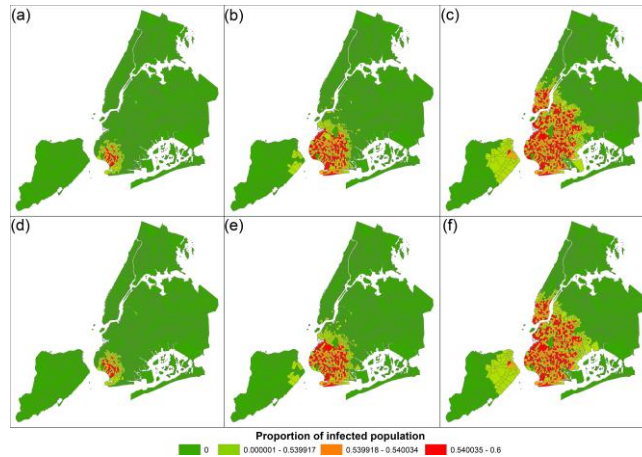 (a)
(b)
(c)
(d)
(e)
(f)
Proportion of infected population
0
0.000001 - 0.539917
0.539918 - 0.540034
0.540035 - 0.6